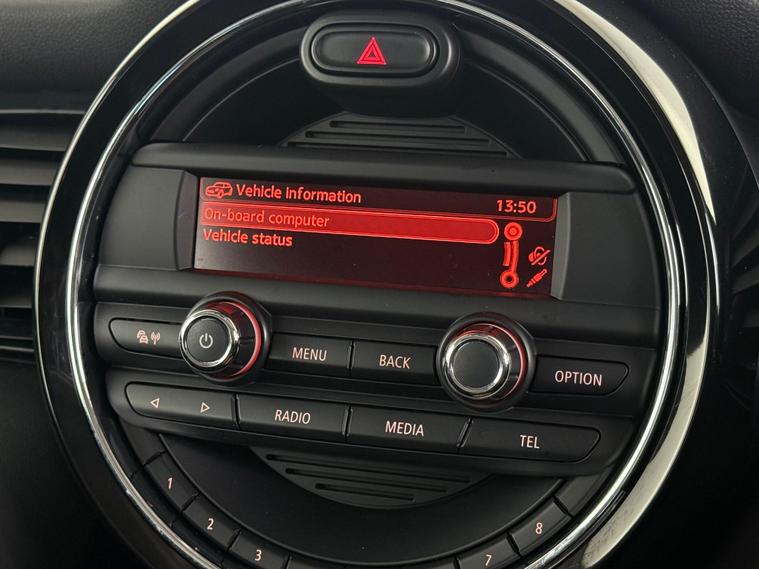 Vehicle information
13:50
On-board computer
Vehicle status
MENU
BACK
OPTION
RADIO
MEDIA
TEL
1
2
3
7
8